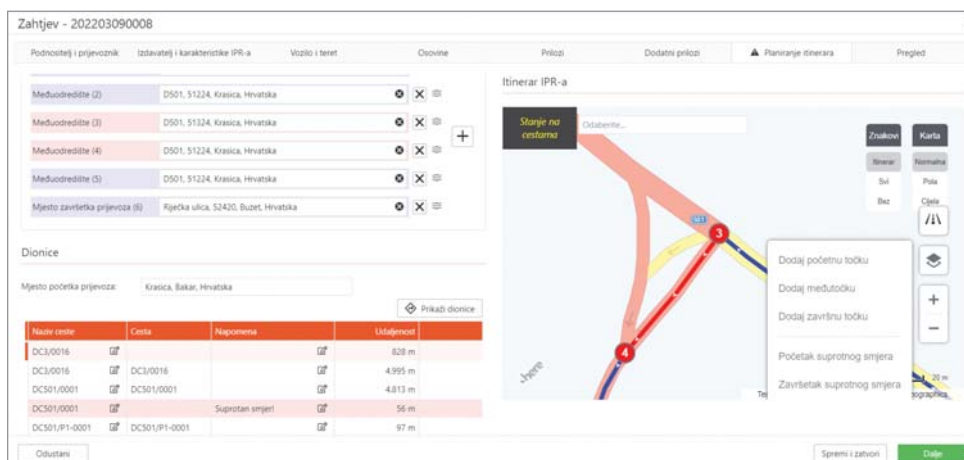 Zahtjev - 202203090008
Podnositelj i prijevoznik Izdavatelj i karakteristike IPR-a Vozilo i teret Osovine Prilozi Dodatni prilozi Planiranje itinerara Pregled
Međuodredište (2) D501, 51224, Krasica, Hrvatska
Međuodredište (3) D501, 51324, Krasica, Hrvatska
Međuodredište (4) D501, 51224, Krasica, Hrvatska
Međuodredište (5) D501, 51224, Krasica, Hrvatska
Mjesto završetka prijevoza (6) Riječka ulica, 52420, Buzet, Hrvatska
Dionice
Mjesto početka prijevoza: Krasica, Bakar, Hrvatska
Prikaži dionice
Naziv ceste Cesta Napomena Udaljenost
DC3/0016 828 m
DC3/0016 DC3/0016 4.995 m
DC501/0001 DC501/0001 4.813 m
DC501/0001 Suprotan smjer! 56 m
DC501/P1-0001 DC501/P1-0001 97 m
Odustani
Itinerar IPR-a
Stanje na cestama
Odaberite...
Znakovi
Itinerar
Svi
Bez
Karta
Normalna
Pola
Cijela
501
3
4
Dodaj početnu točku
Dodaj međutočku
Dodaj završnu točku
Početak suprotnog smjera
Završetak suprotnog smjera
here
20 m
Spremi i zatvori
Dalje